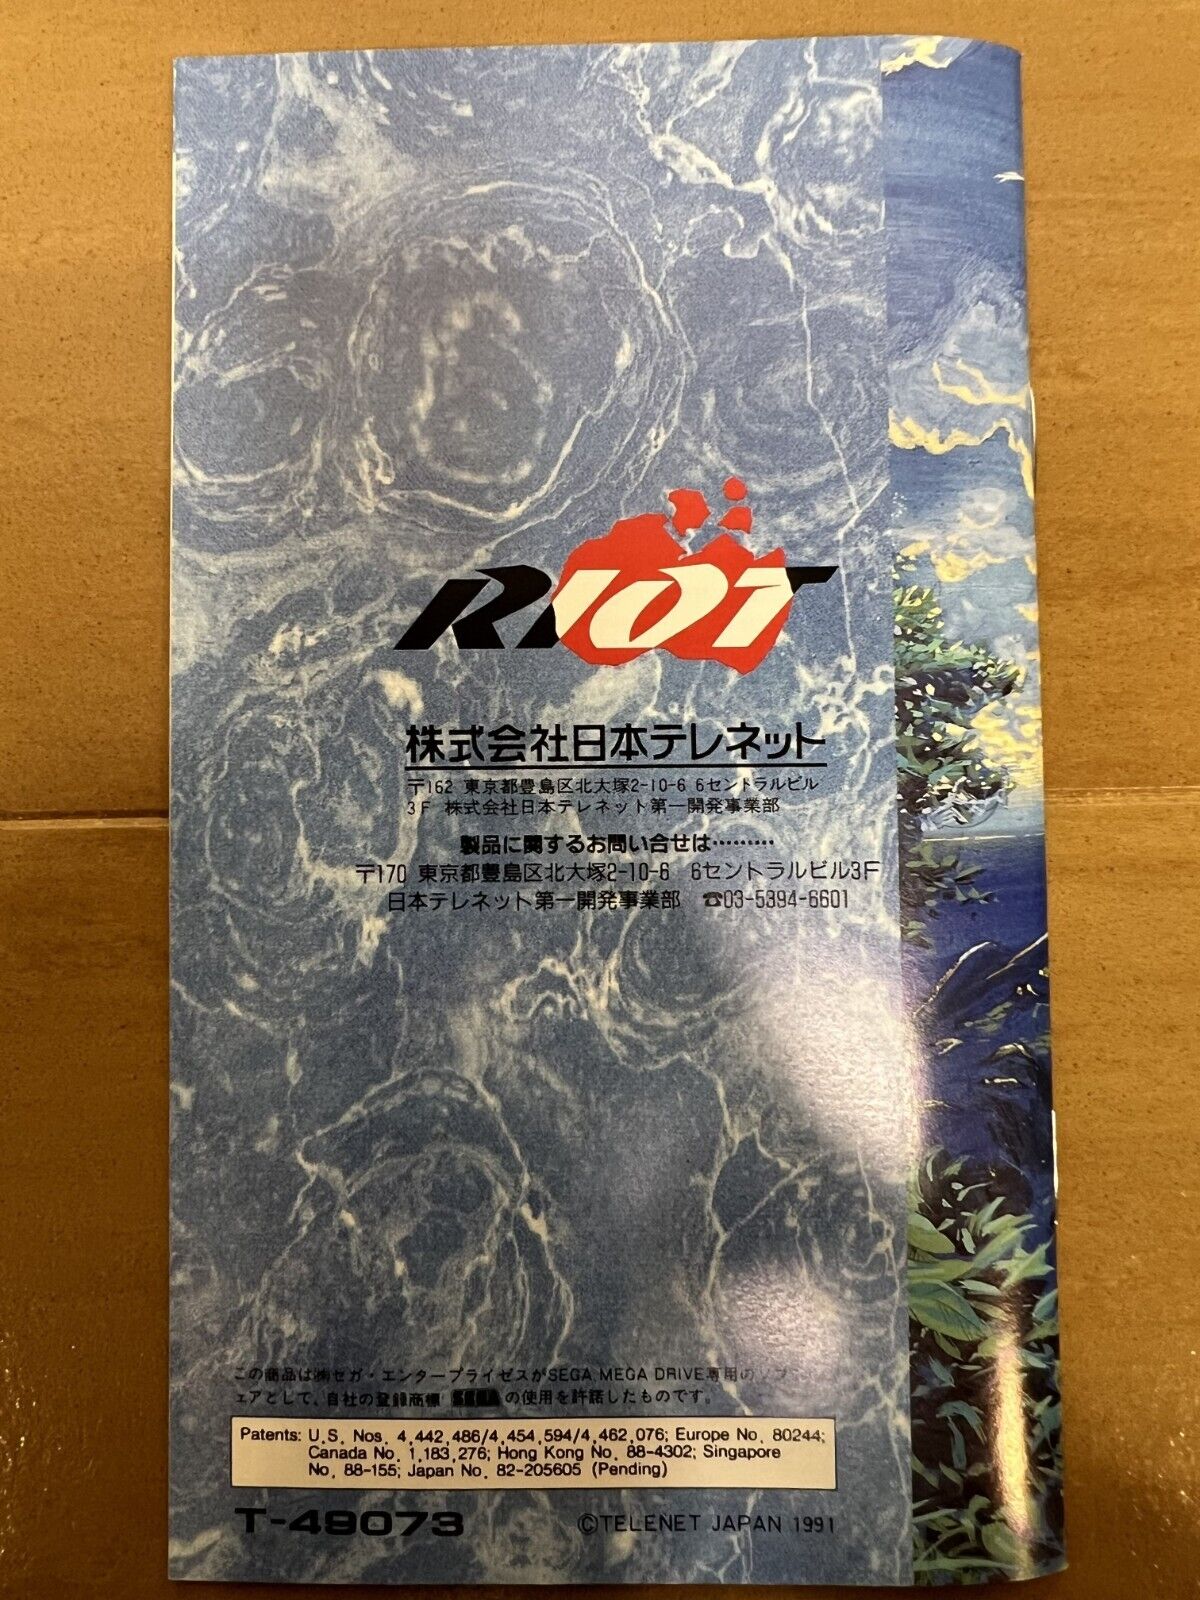 RIOT
株式会社日本テレネット
〒162 東京都豊島区北大塚2-10-6 6セントラルビル
3F 株式会社日本テレネット第一開発事業部
製品に関するお問い合せは………
〒170 東京都豊島区北大塚2-10-6 6セントラルビル3F
日本テレネット第一開発事業部 ☎03-5394-6601
この商品は㈱セガ・エンタープライゼスがSEGA MEGA DRIVE専用のソフトウ
ェアとして、自社の登録商標 SEGA の使用を許諾したものです。
Patents: U.S. Nos. 4,442,486/4,454,594/4,462,076; Europe No. 80244;
Canada No. 1,183,276; Hong Kong No. 88-4302; Singapore
No. 88-155; Japan No. 82-205605 (Pending)
T-49073
©TELENET JAPAN 1991